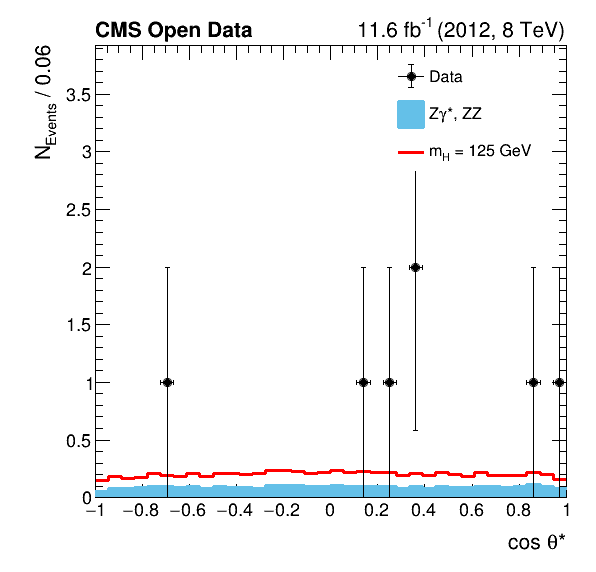 CMS Open Data 11.6 fb⁻¹ (2012, 8 TeV)
N_Events / 0.06
Data
Zγ*, ZZ
m_H = 125 GeV
3.5
3
2.5
2
1.5
1
0.5
0
−1 −0.8 −0.6 −0.4 −0.2 0 0.2 0.4 0.6 0.8 1
cos θ*